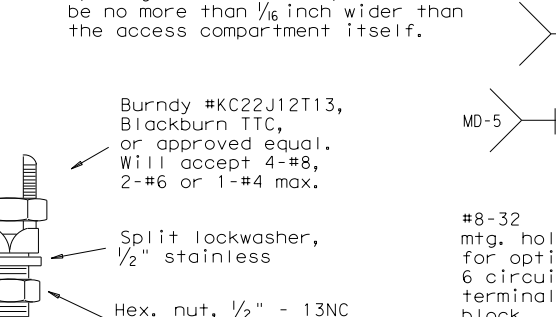 be no more than 1/16 inch wider than
the access compartment itself.
Burndy #KC22J12T13,
Blackburn TTC,
or approved equal.
Will accept 4-#8,
2-#6 or 1-#4 max.
Split lockwasher,
1/2" stainless
Hex. nut, 1/2" - 13NC
MD-5
#8-32
mtg. hol
for opti
6 circui
terminal
block